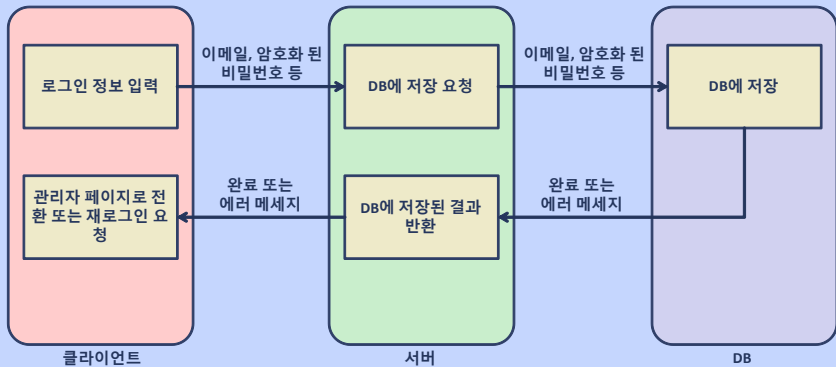 로그인 정보 입력
이메일, 암호화 된
비밀번호 등
DB에 저장 요청
이메일, 암호화 된
비밀번호 등
DB에 저장
관리자 페이지로 전
환 또는 재로그인 요
청
완료 또는
에러 메세지
DB에 저장된 결과
반환
완료 또는
에러 메세지
클라이언트
서버
DB